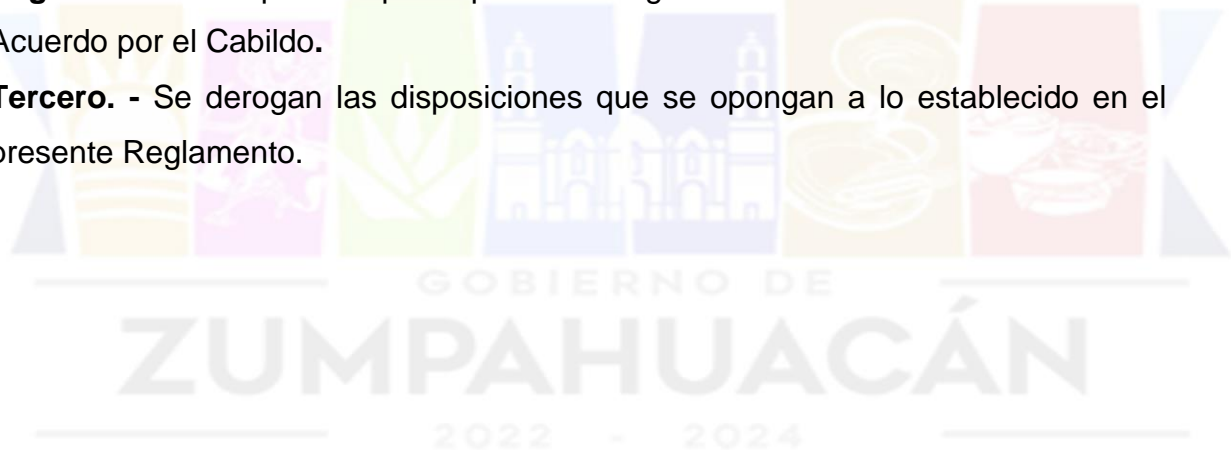 Acuerdo por el Cabildo.
Tercero. - Se derogan las disposiciones que se opongan a lo establecido en el
presente Reglamento.
GOBIERNO DE
ZUMPAHUACÁN
2022 - 2024